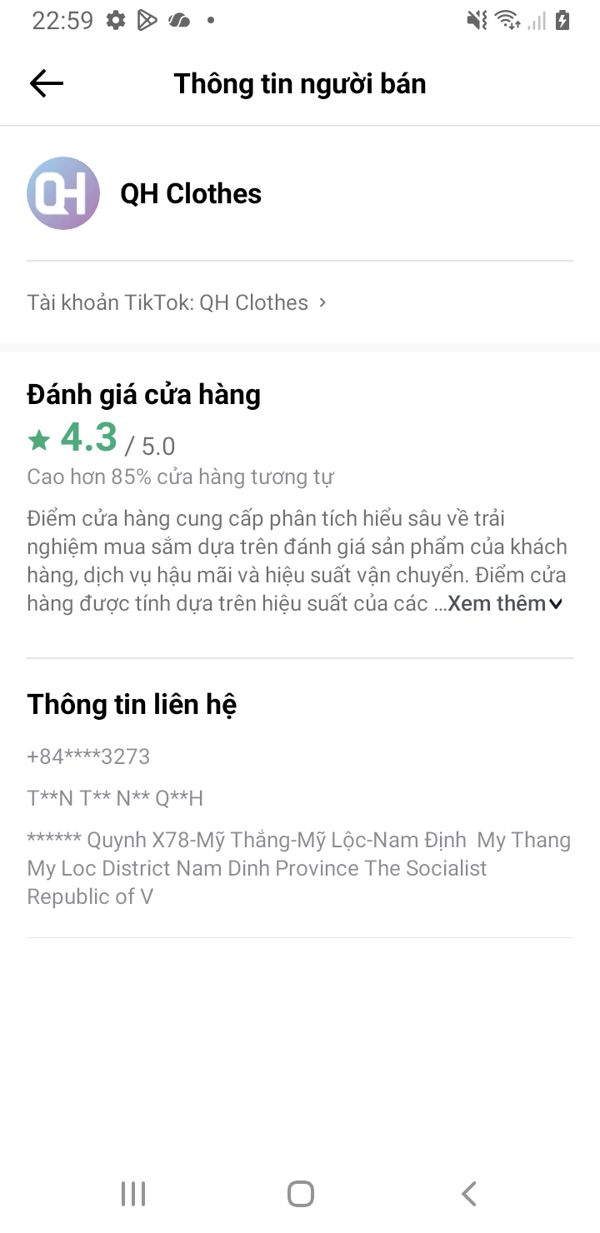 22:59
Thông tin người bán
QH
QH Clothes
Tài khoản TikTok: QH Clothes ›
Đánh giá cửa hàng
4.3 / 5.0
Cao hơn 85% cửa hàng tương tự
Điểm cửa hàng cung cấp phân tích hiểu sâu về trải
nghiệm mua sắm dựa trên đánh giá sản phẩm của khách
hàng, dịch vụ hậu mãi và hiệu suất vận chuyển. Điểm cửa
hàng được tính dựa trên hiệu suất của các ...Xem thêm
Thông tin liên hệ
+84****3273
T**N T** N** Q**H
****** Quynh X78-Mỹ Thắng-Mỹ Lộc-Nam Định  My Thang
My Loc District Nam Dinh Province The Socialist
Republic of V